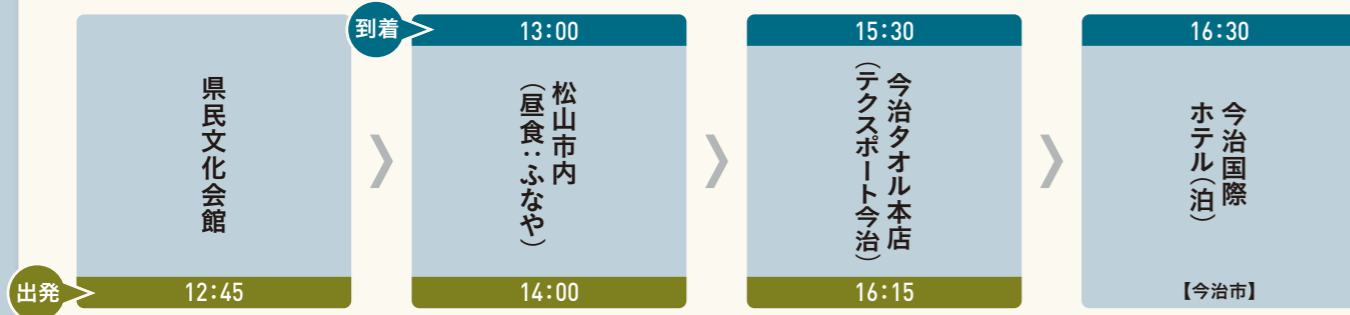 県民文化会館
出発
12:45
到着
13:00
松山市内
(昼食:ふなや)
14:00
15:30
今治タオル本店
(テクスポート今治)
16:15
16:30
今治国際
ホテル(泊)
【今治市】